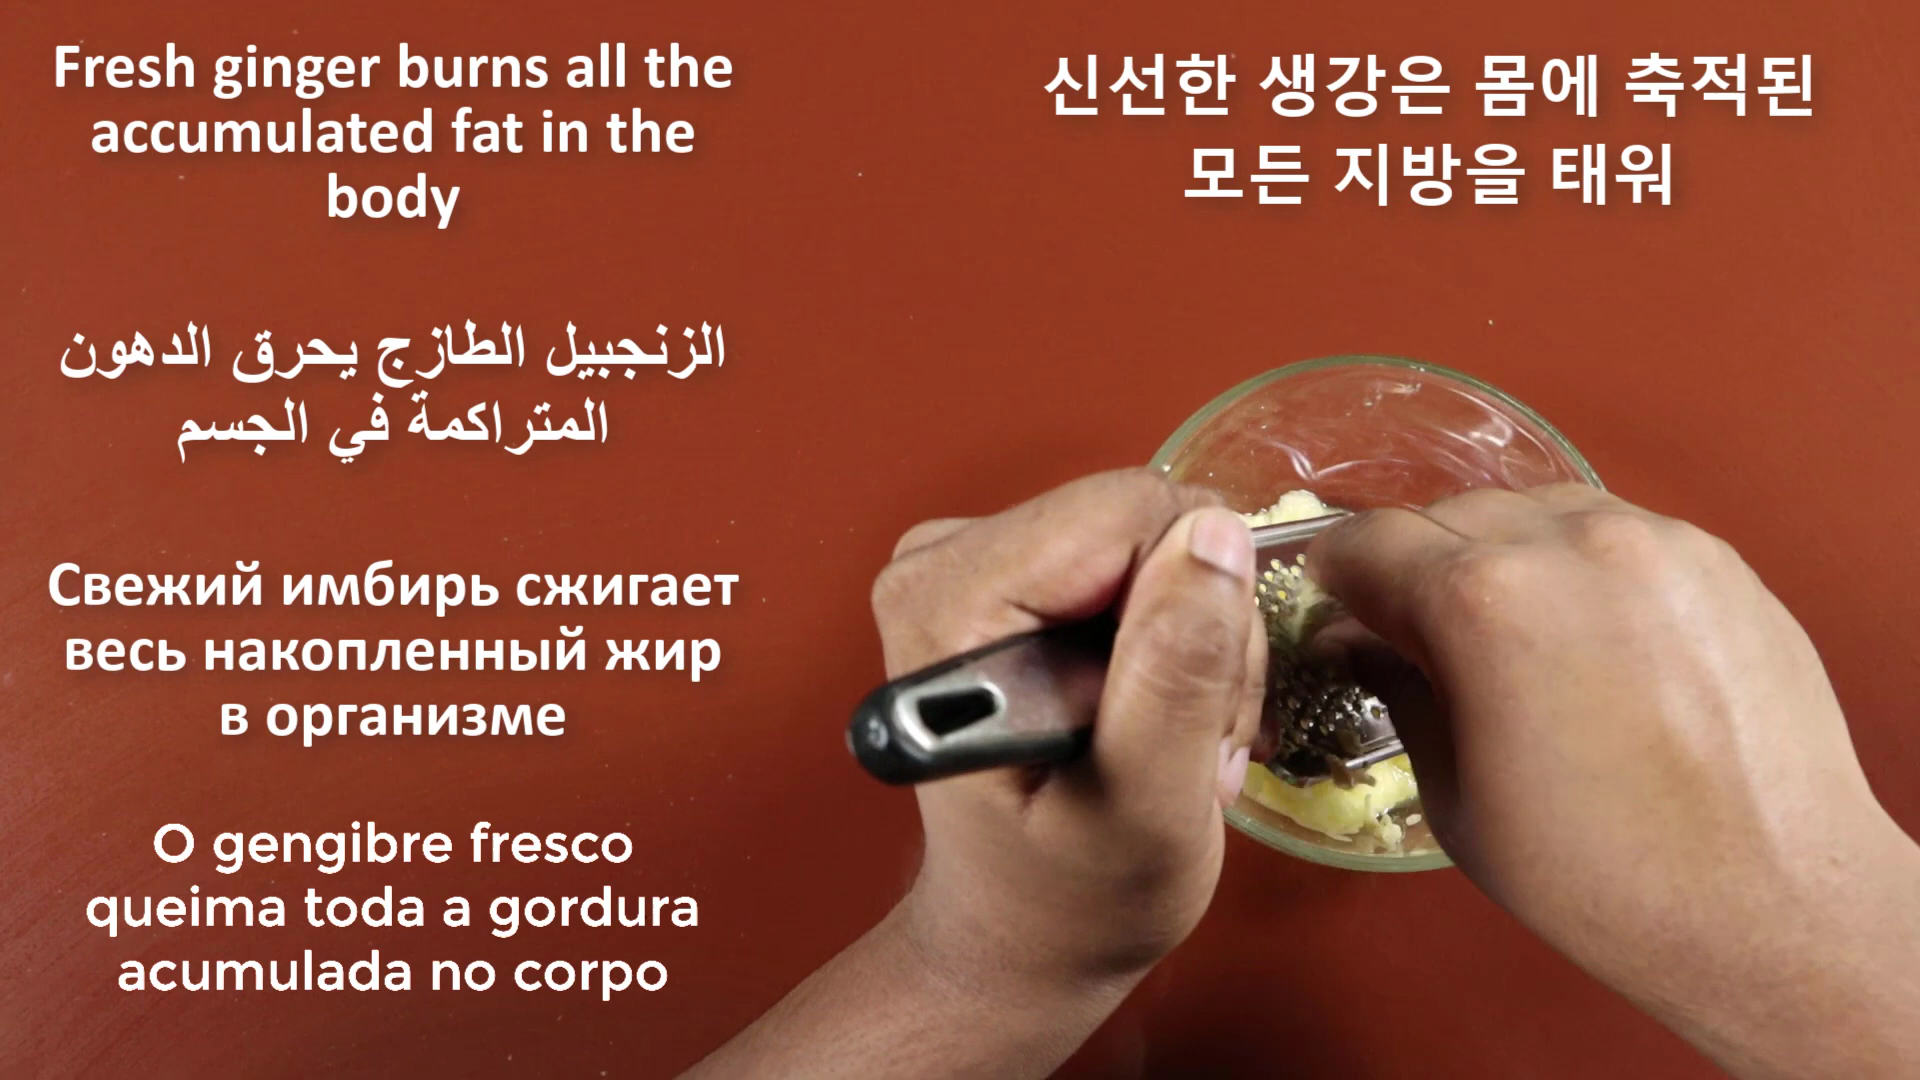 Fresh ginger burns all the
accumulated fat in the
body
الزنجبيل الطازج يحرق الدهون
المتراكمة في الجسم
Свежий имбирь сжигает
весь накопленный жир
в организме
O gengibre fresco
queima toda a gordura
acumulada no corpo
신선한 생강은 몸에 축적된
모든 지방을 태워